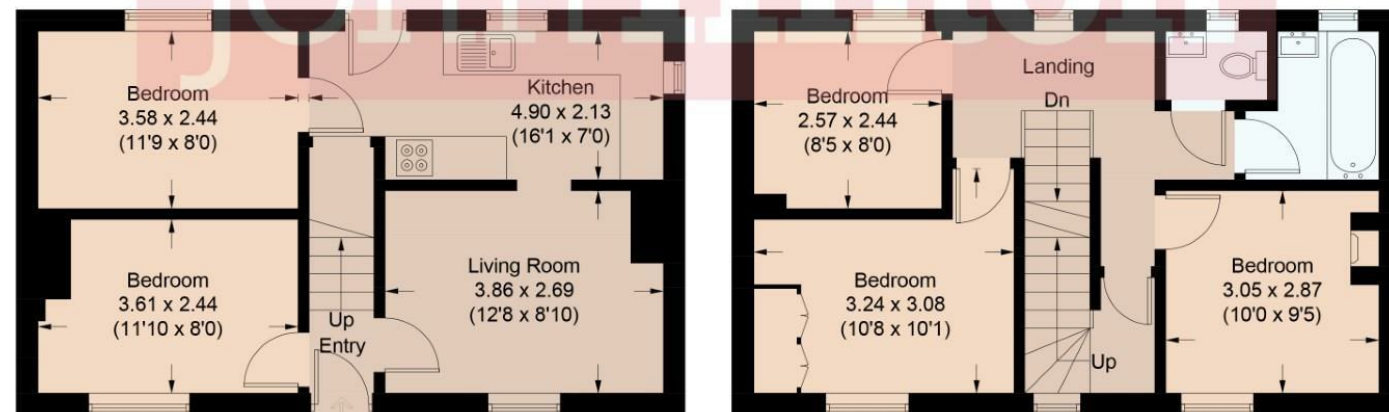 Bedroom
3.58 x 2.44
(11'9 x 8'0)
Kitchen
4.90 x 2.13
(16'1 x 7'0)
Bedroom
3.61 x 2.44
(11'10 x 8'0)
Up
Entry
Living Room
3.86 x 2.69
(12'8 x 8'10)
Bedroom
2.57 x 2.44
(8'5 x 8'0)
Landing
Dn
Bedroom
3.24 x 3.08
(10'8 x 10'1)
Up
Bedroom
3.05 x 2.87
(10'0 x 9'5)